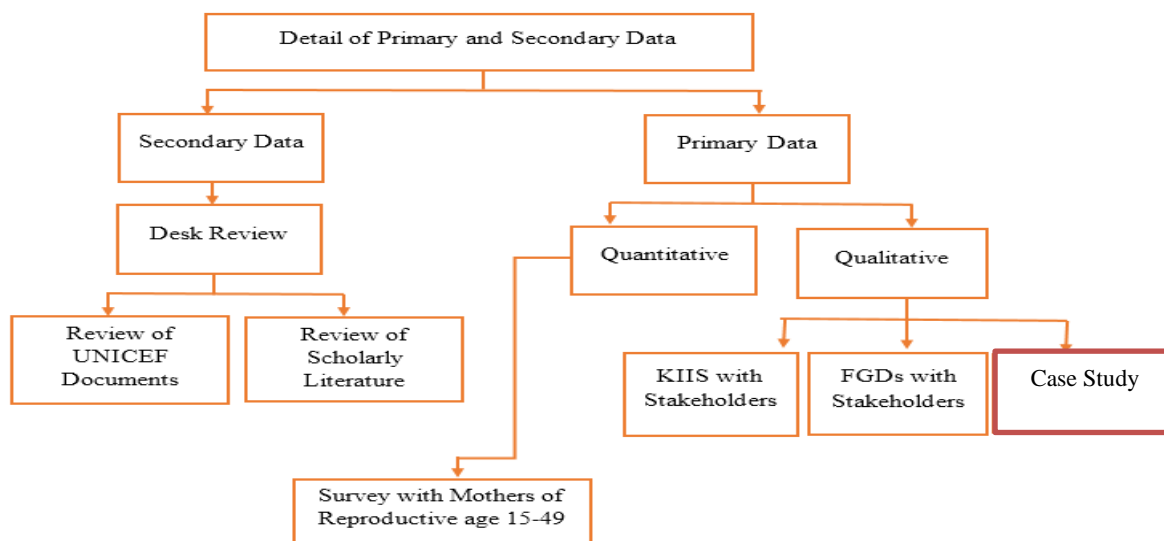 Detail of Primary and Secondary Data
Secondary Data
Primary Data
Desk Review
Quantitative
Qualitative
Review of
UNICEF
Documents
Review of
Scholarly
Literature
KIIS with
Stakeholders
FGDs with
Stakeholders
Case Study
Survey with Mothers of
Reproductive age 15-49